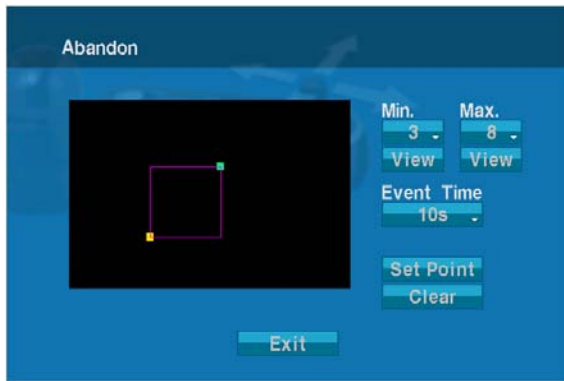 Abandon
Min. Max.
3 8
View View
Event Time
10s
Set Point
Clear
Exit